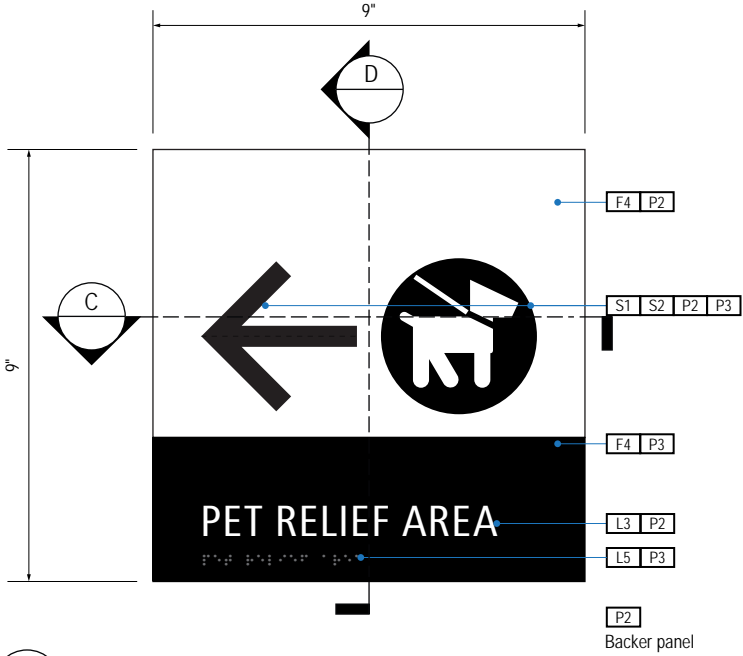 9"
D
F4 P2
C
S1 S2 P2 P3
9"
F4 P3
PET RELIEF AREA
L3 P2
L5 P3
P2
Backer panel